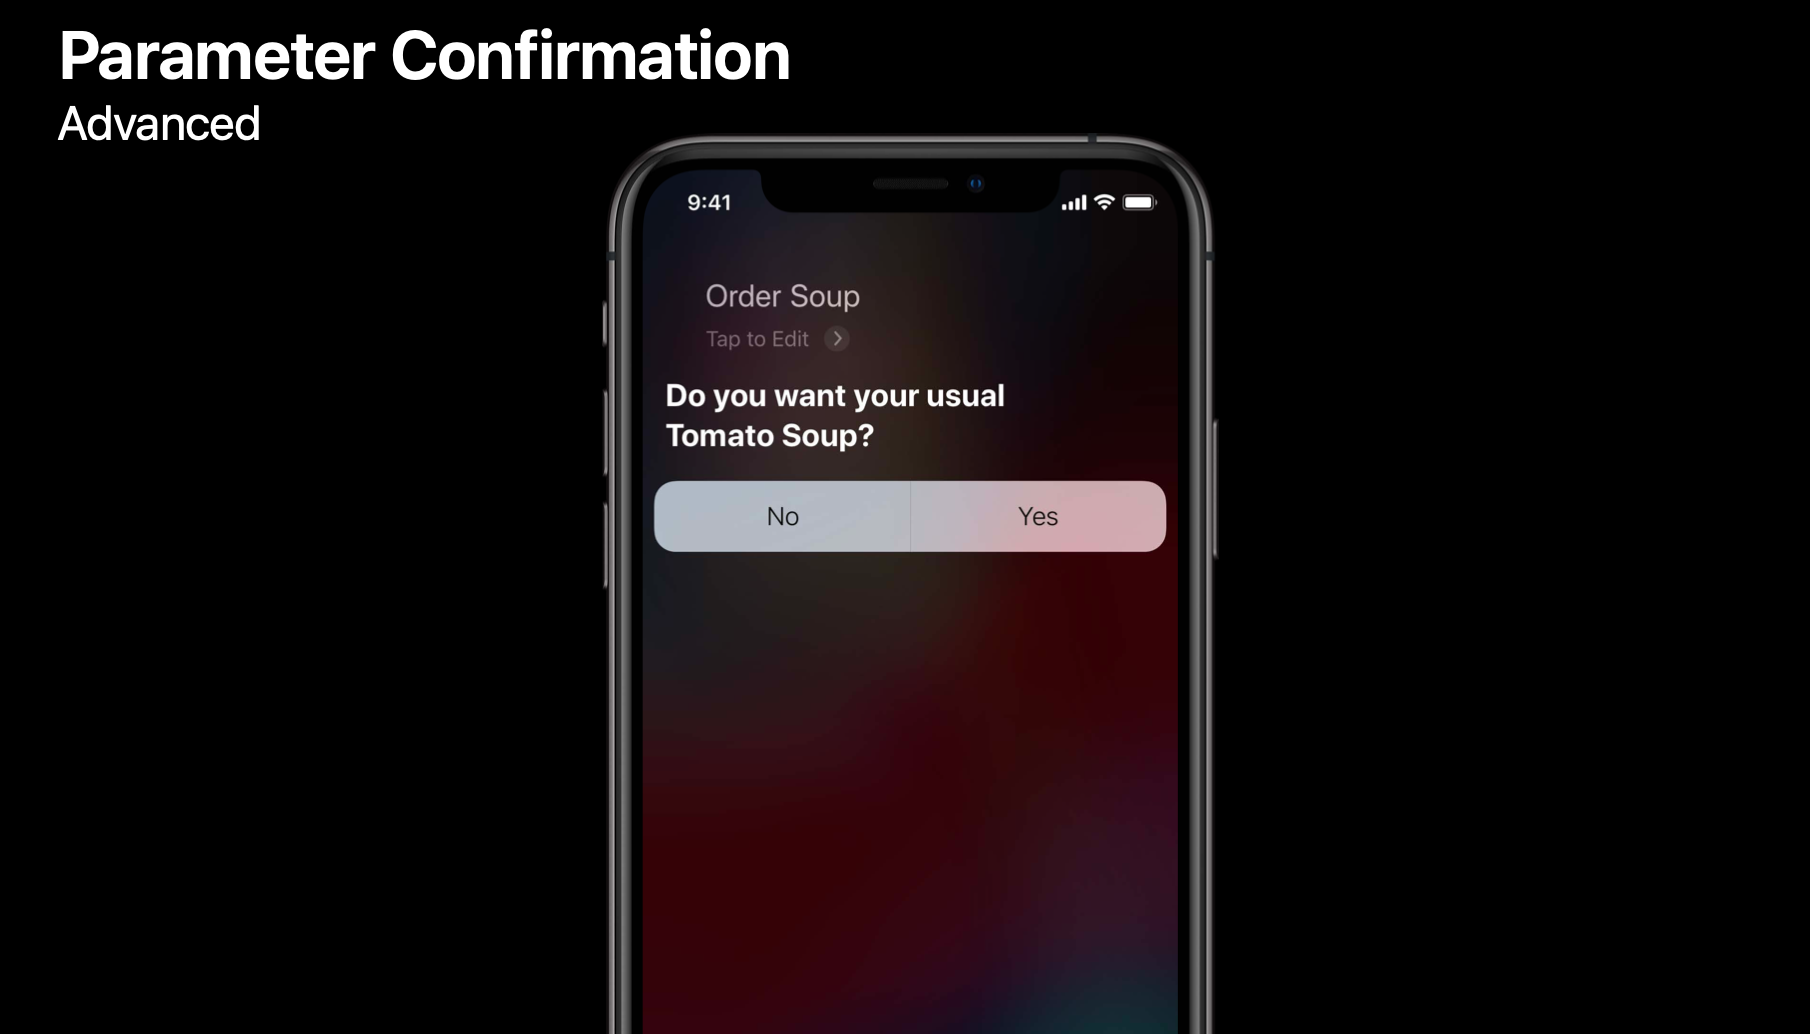 Parameter Confirmation
Advanced
9:41
Order Soup
Tap to Edit
Do you want your usual
Tomato Soup?
No
Yes